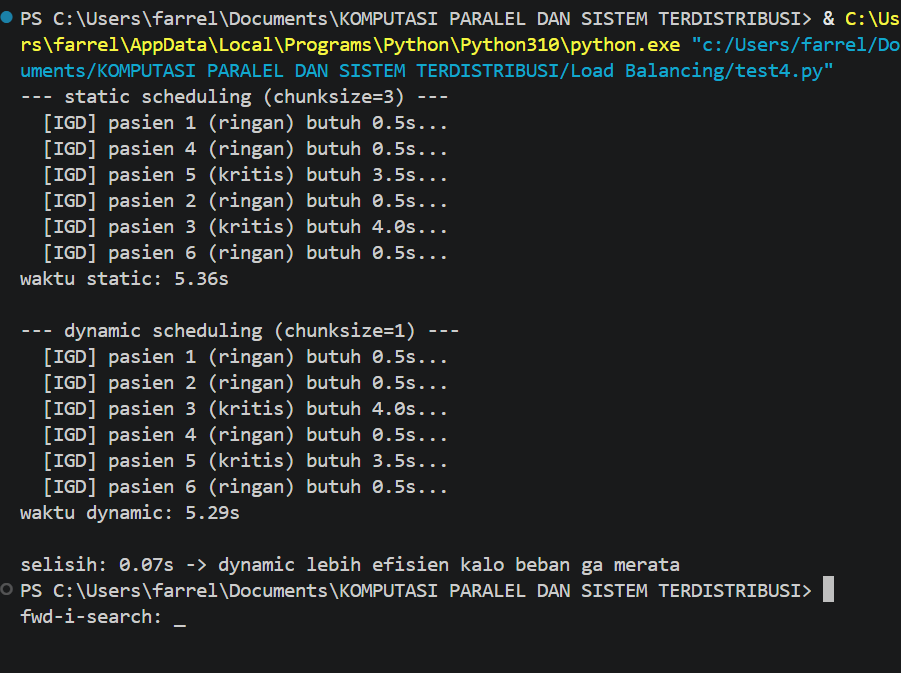 PS C:\Users\farrel\Documents\KOMPUTASI PARALEL DAN SISTEM TERDISTRIBUSI> & C:\Us
rs\farrel\AppData\Local\Programs\Python\Python310\python.exe "c:/Users/farrel/Do
uments/KOMPUTASI PARALEL DAN SISTEM TERDISTRIBUSI/Load Balancing/test4.py"
--- static scheduling (chunksize=3) ---
[IGD] pasien 1 (ringan) butuh 0.5s...
[IGD] pasien 4 (ringan) butuh 0.5s...
[IGD] pasien 5 (kritis) butuh 3.5s...
[IGD] pasien 2 (ringan) butuh 0.5s...
[IGD] pasien 3 (kritis) butuh 4.0s...
[IGD] pasien 6 (ringan) butuh 0.5s...
waktu static: 5.36s
--- dynamic scheduling (chunksize=1) ---
[IGD] pasien 1 (ringan) butuh 0.5s...
[IGD] pasien 2 (ringan) butuh 0.5s...
[IGD] pasien 3 (kritis) butuh 4.0s...
[IGD] pasien 4 (ringan) butuh 0.5s...
[IGD] pasien 5 (kritis) butuh 3.5s...
[IGD] pasien 6 (ringan) butuh 0.5s...
waktu dynamic: 5.29s
selisih: 0.07s -> dynamic lebih efisien kalo beban ga merata
PS C:\Users\farrel\Documents\KOMPUTASI PARALEL DAN SISTEM TERDISTRIBUSI>
fwd-i-search: _